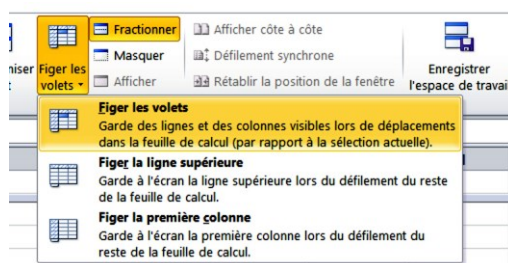 Fractionner
Afficher côte à côte
Masquer
Défilement synchrone
niser
Figer les
volets
Afficher
Rétablir la position de la fenêtre
Enregistrer
l'espace de travai
t
Figer les volets
Garde des lignes et des colonnes visibles lors de déplacements
dans la feuille de calcul (par rapport à la sélection actuelle).
Figer la ligne supérieure
Garde à l'écran la ligne supérieure lors du défilement du reste
de la feuille de calcul.
Figer la première colonne
Garde à l'écran la première colonne lors du défilement du
reste de la feuille de calcul.